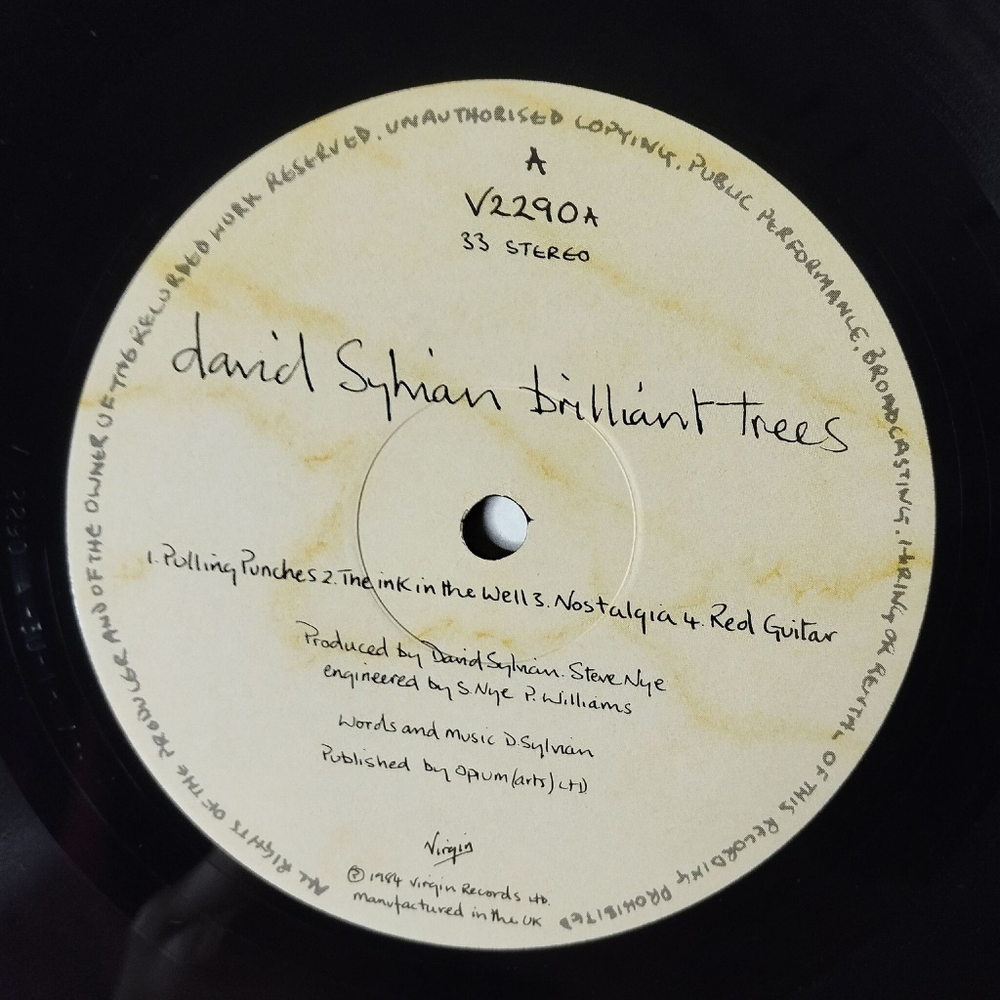 A
V2290A
33 STEREO
david Sylvian brilliant trees
1. Pulling Punches 2. The ink in the Well 3. Nostalgia 4. Red Guitar
Produced by David Sylvian. Steve Nye
engineered by S. Nye P. Williams
Words and music D. Sylvian
Published by Opium (arts) LTD
Virgin
Ⓟ 1984 Virgin Records LTD.
manufactured in the UK
ALL RIGHTS OF THE PRODUCER AND OF THE OWNER OF THE RECORDED WORK RESERVED. UNAUTHORISED COPYING. PUBLIC PERFORMANCE. BROADCASTING. HIRING OR RENTAL OF THIS RECORDING PROHIBITED